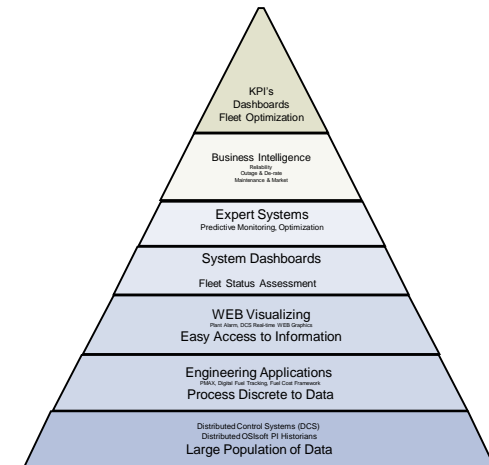 KPI's
Dashboards
Fleet Optimization
Business Intelligence
Reliability
Outage & De-rate
Maintenance & Market
Expert Systems
Predictive Monitoring, Optimization
System Dashboards
Fleet Status Assessment
WEB Visualizing
Plant Alarm, DCS Real-time WEB Graphics
Easy Access to Information
Engineering Applications
PMAX, Digital Fuel Tracking, Fuel Cost Framework
Process Discrete to Data
Distributed Control Systems (DCS)
Distributed OSIsoft PI Historians
Large Population of Data